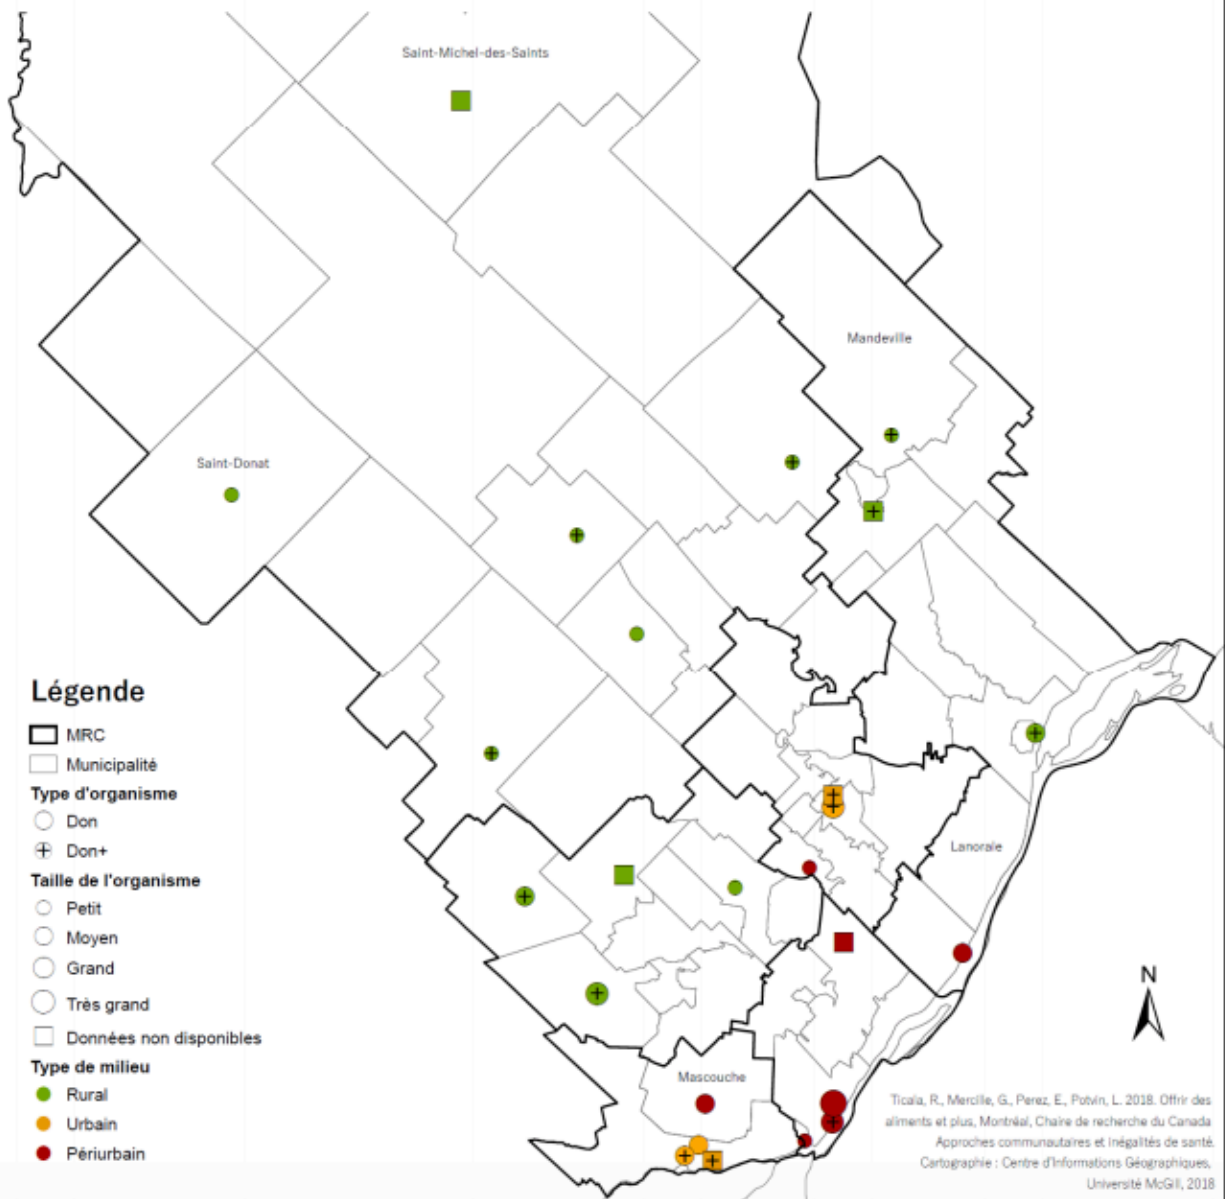 Saint-Michel-des-Saints
Mandeville
Saint-Donat
Légende
MRC
Municipalité
Type d'organisme
Don
Don+
Taille de l'organisme
Petit
Moyen
Grand
Très grand
Données non disponibles
Type de milieu
Rural
Urbain
Périurbain
Lanoraie
N
Mascouche
Ticala, R., Mercille, G., Perez, E., Potvin, L. 2018. Offrir des
aliments et plus, Montréal, Chaire de recherche du Canada
Approches communautaires et inégalités de santé.
Cartographie : Centre d'Informations Géographiques,
Université McGill, 2018